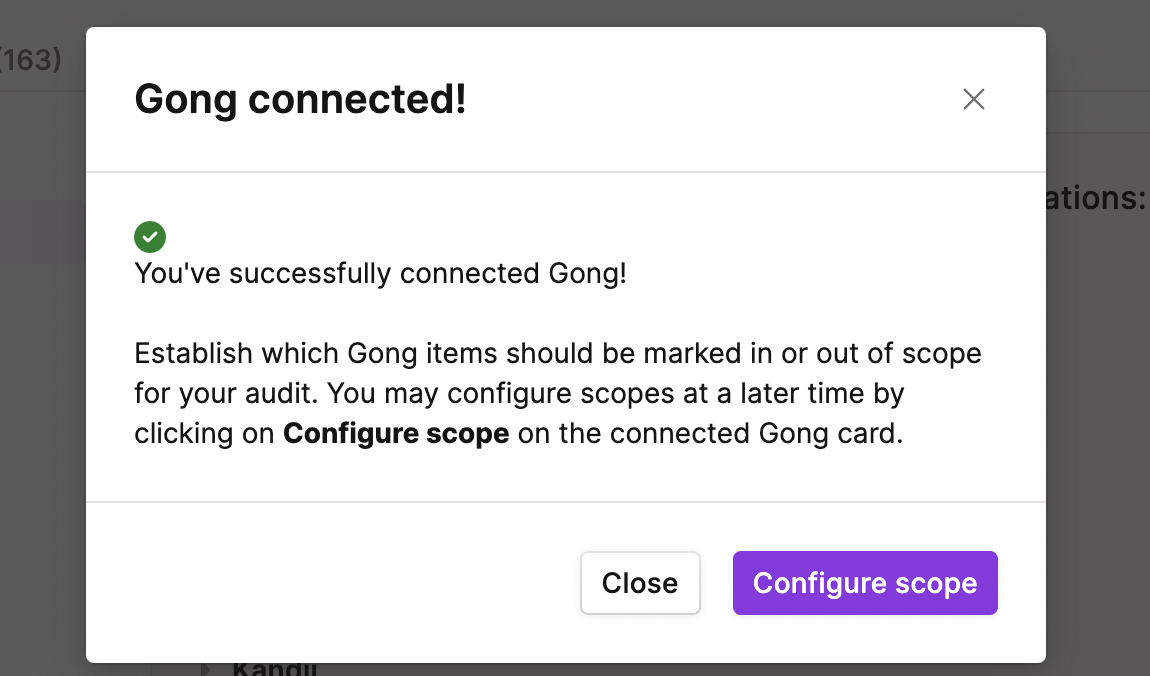 (163)
Gong connected!
ations:
You've successfully connected Gong!
Establish which Gong items should be marked in or out of scope
for your audit. You may configure scopes at a later time by
clicking on Configure scope on the connected Gong card.
Close
Configure scope
Kandji